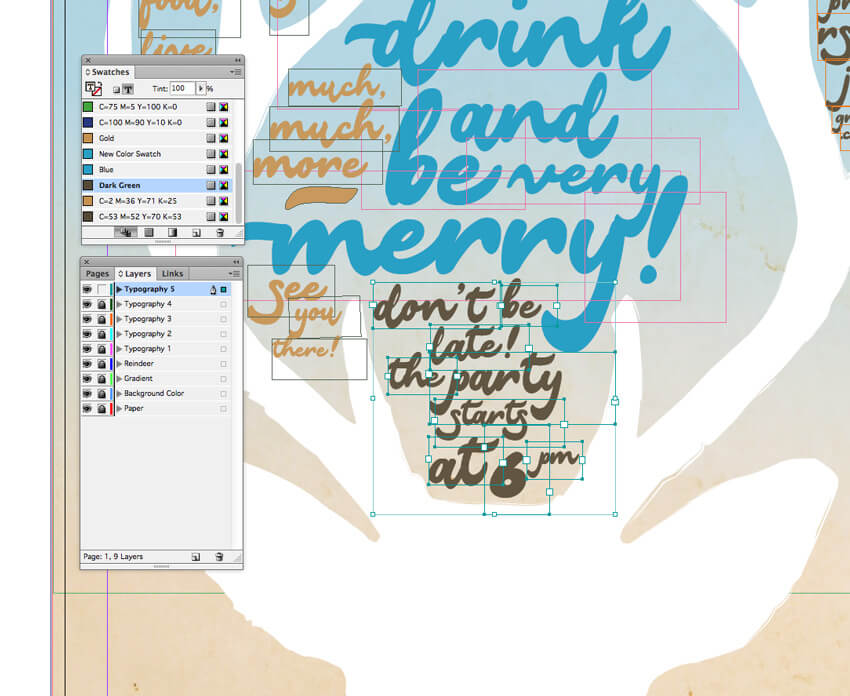 food,
live
drink
and
be very
merry!
much,
much,
more
See
you
there!
don't be
late!
the party
starts
at 6 pm
Swatches
Tint: 100 %
C=75 M=5 Y=100 K=0
C=100 M=90 Y=10 K=0
Gold
New Color Swatch
Blue
Dark Green
C=2 M=36 Y=71 K=25
C=53 M=52 Y=70 K=53
Pages Layers Links
Typography 5
Typography 4
Typography 3
Typography 2
Typography 1
Reindeer
Gradient
Background Color
Paper
Page: 1, 9 Layers